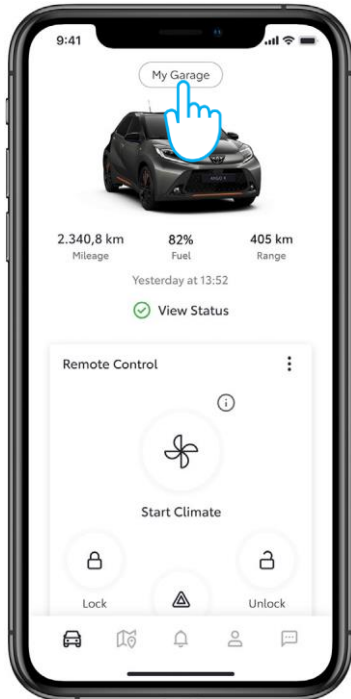 9:41
My Garage
2.340,8 km 82% 405 km
Mileage Fuel Range
Yesterday at 13:52
View Status
Remote Control
Start Climate
Lock Unlock